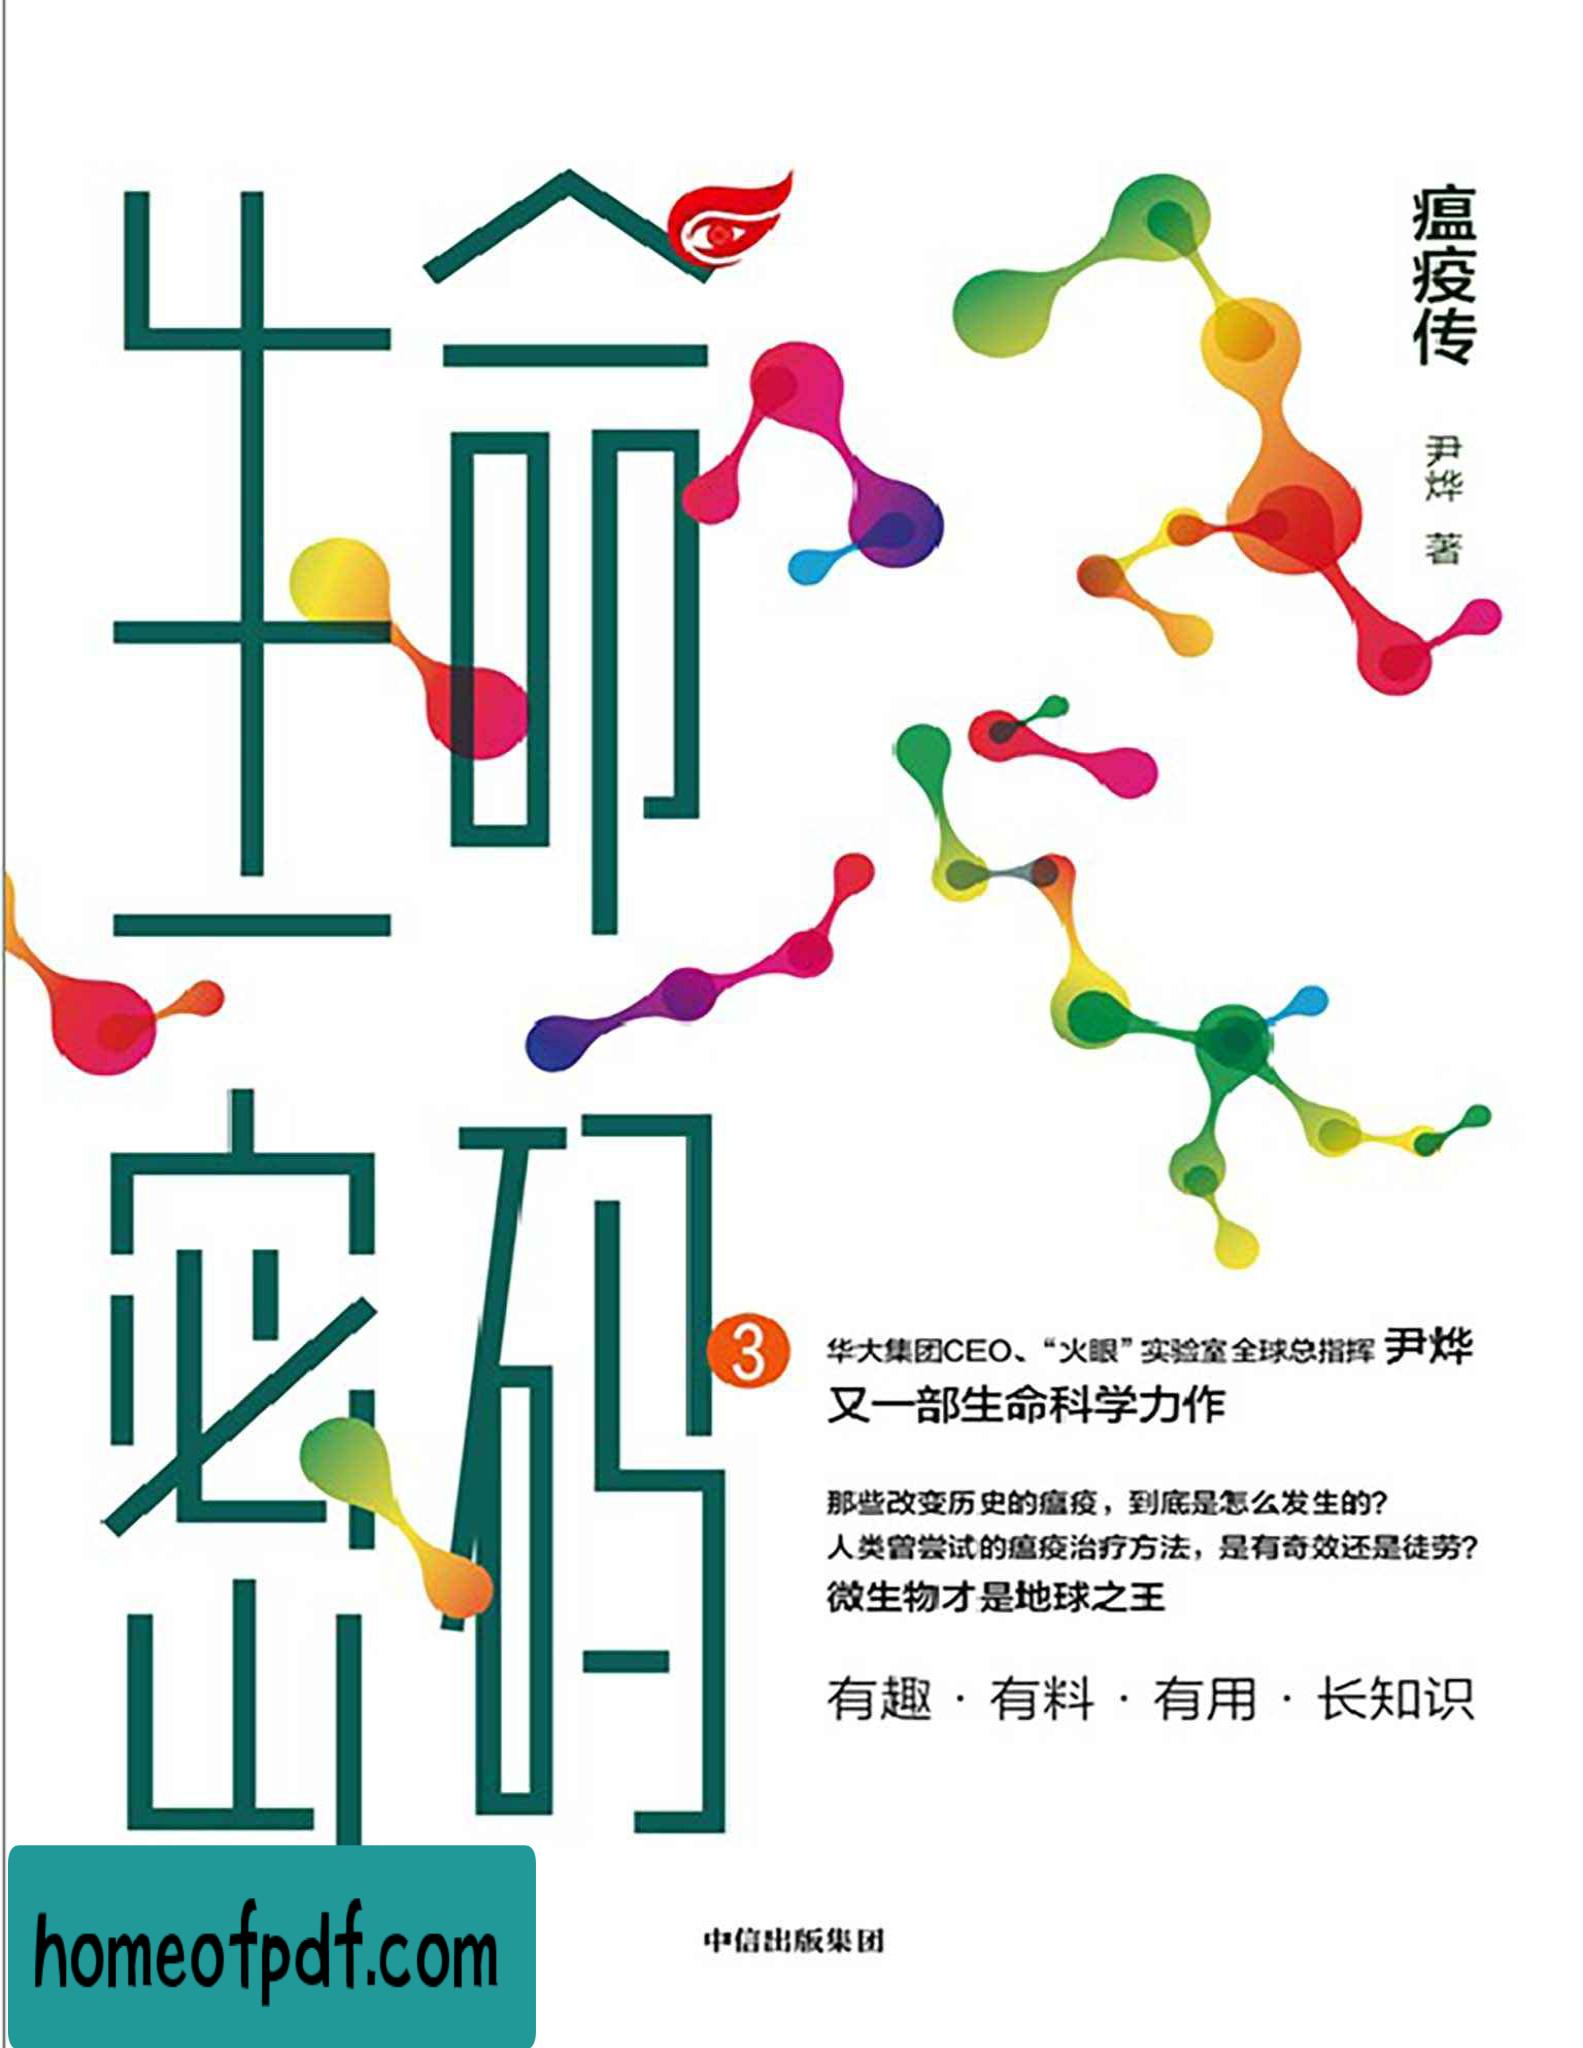 生命
密码
3
瘟疫传
尹烨 著
华大集团CEO、“火眼”实验室全球总指挥 尹烨
又一部生命科学力作
那些改变历史的瘟疫，到底是怎么发生的？
人类曾尝试的瘟疫治疗方法，是有奇效还是徒劳？
微生物才是地球之王
有趣·有料·有用·长知识
中信出版集团
homeofpdf.com